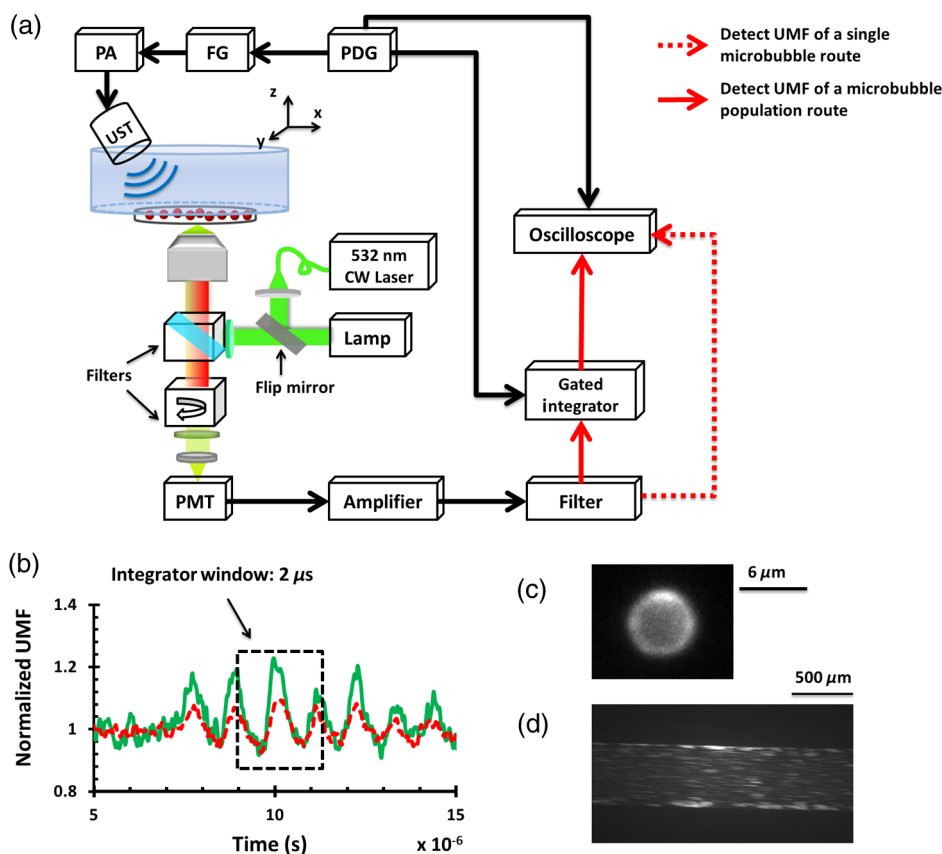 (a)
PA
FG
PDG
Detect UMF of a single
microbubble route
Detect UMF of a microbubble
population route
UST
z
x
y
Oscilloscope
532 nm
CW Laser
Lamp
Filters
Flip mirror
Gated
integrator
PMT
Amplifier
Filter
(b)
Integrator window: 2 μs
Normalized UMF
1.4
1.2
1
0.8
5
10
15
Time (s)
x 10⁻⁶
(c)
6 μm
500 μm
(d)